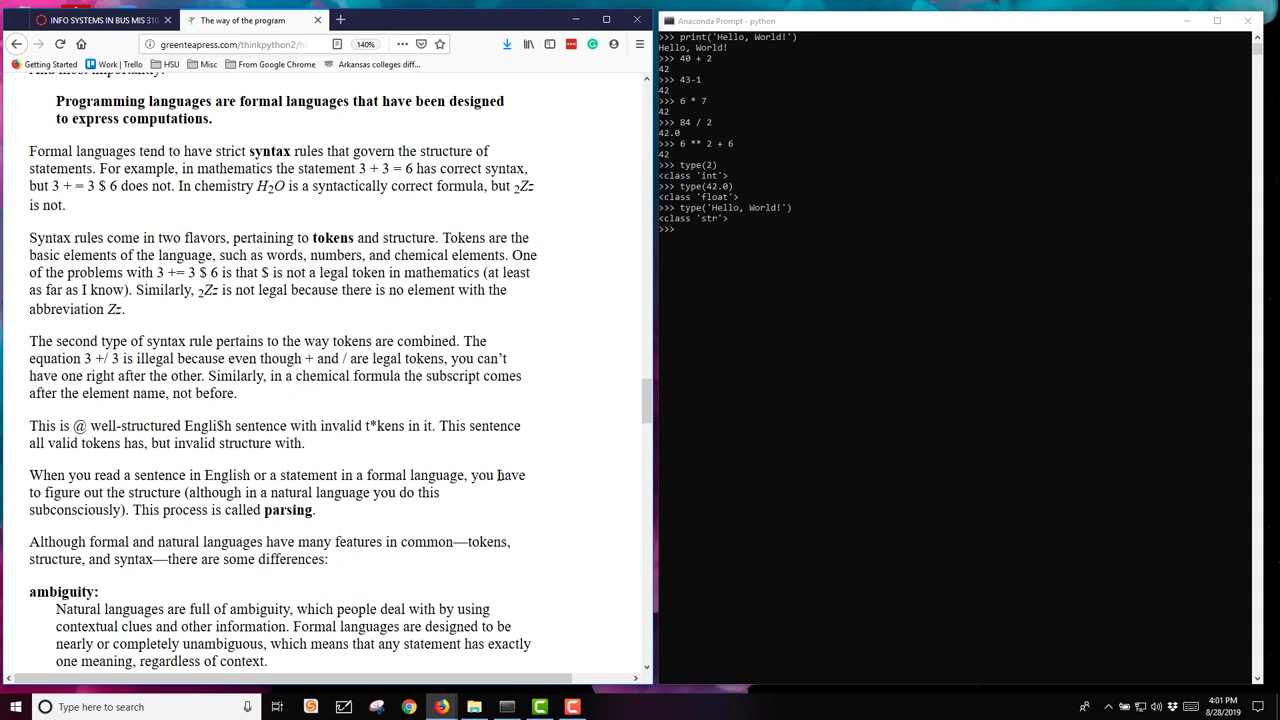 INFO SYSTEMS IN BUS MIS 310
The way of the program
greenteapress.com/thinkpython2/h
140%
Getting Started
Work | Trello
HSU
Misc
From Google Chrome
Arkansas colleges diff...
And most importantly:
Programming languages are formal languages that have been designed
to express computations.
Formal languages tend to have strict syntax rules that govern the structure of
statements. For example, in mathematics the statement 3 + 3 = 6 has correct syntax,
but 3 + = 3 $ 6 does not. In chemistry H2O is a syntactically correct formula, but 2Zz
is not.
Syntax rules come in two flavors, pertaining to tokens and structure. Tokens are the
basic elements of the language, such as words, numbers, and chemical elements. One
of the problems with 3 += 3 $ 6 is that $ is not a legal token in mathematics (at least
as far as I know). Similarly, 2Zz is not legal because there is no element with the
abbreviation Zz.
The second type of syntax rule pertains to the way tokens are combined. The
equation 3 +/ 3 is illegal because even though + and / are legal tokens, you can’t
have one right after the other. Similarly, in a chemical formula the subscript comes
after the element name, not before.
This is @ well-structured Engli$h sentence with invalid t*kens in it. This sentence
all valid tokens has, but invalid structure with.
When you read a sentence in English or a statement in a formal language, you have
to figure out the structure (although in a natural language you do this
subconsciously). This process is called parsing.
Although formal and natural languages have many features in common—tokens,
structure, and syntax—there are some differences:
ambiguity:
Natural languages are full of ambiguity, which people deal with by using
contextual clues and other information. Formal languages are designed to be
nearly or completely unambiguous, which means that any statement has exactly
one meaning, regardless of context.
Anaconda Prompt - python
>>> print('Hello, World!')
Hello, World!
>>> 40 + 2
42
>>> 43-1
42
>>> 6 * 7
42
>>> 84 / 2
42.0
>>> 6 ** 2 + 6
42
>>> type(2)
<class 'int'>
>>> type(42.0)
<class 'float'>
>>> type('Hello, World!')
<class 'str'>
>>>
Type here to search
4:01 PM
8/28/2019